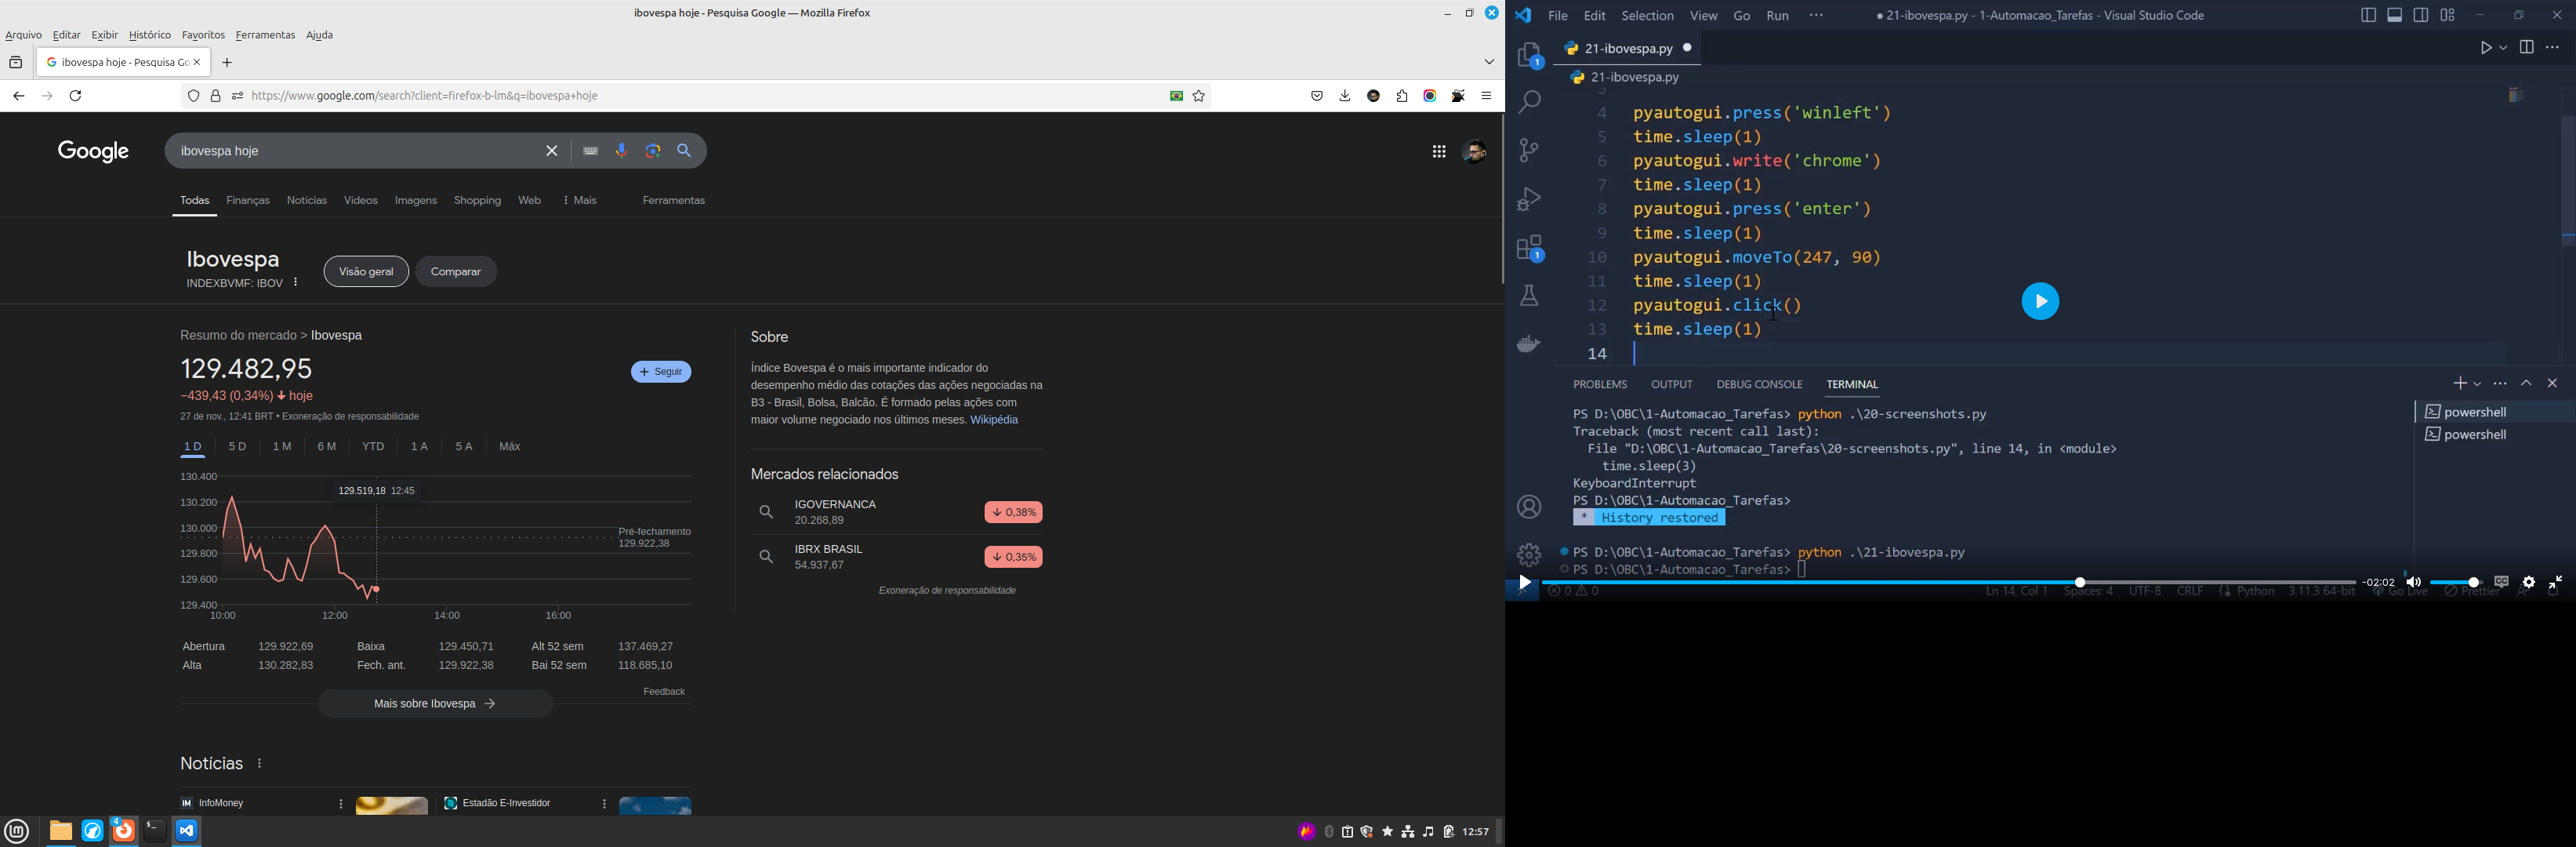 ibovespa hoje - Pesquisa Google — Mozilla Firefox
Arquivo Editar Exibir Histórico Favoritos Ferramentas Ajuda
ibovespa hoje - Pesquisa Go
https://www.google.com/search?client=firefox-b-lm&q=ibovespa+hoje
Google
ibovespa hoje
Todas Finanças Notícias Vídeos Imagens Shopping Web Mais Ferramentas
Ibovespa
INDEXBVMF: IBOV
Visão geral
Comparar
Resumo do mercado > Ibovespa
129.482,95
+ Seguir
−439,43 (0,34%) hoje
27 de nov., 12:41 BRT • Exoneração de responsabilidade
1 D 5 D 1 M 6 M YTD 1 A 5 A Máx
129.519,18 12:45
130.400
130.200
130.000
129.800
129.600
129.400
Pré-fechamento
129.922,38
10:00 12:00 14:00 16:00
Abertura 129.922,69 Baixa 129.450,71 Alt 52 sem 137.469,27
Alta 130.282,83 Fech. ant. 129.922,38 Bai 52 sem 118.685,10
Feedback
Mais sobre Ibovespa
Notícias
InfoMoney
Estadão E-Investidor
Sobre
Índice Bovespa é o mais importante indicador do
desempenho médio das cotações das ações negociadas na
B3 - Brasil, Bolsa, Balcão. É formado pelas ações com
maior volume negociado nos últimos meses. Wikipédia
Mercados relacionados
IGOVERNANCA
20.268,89
0,38%
IBRX BRASIL
54.937,67
0,35%
Exoneração de responsabilidade
4
12:57
File Edit Selection View Go Run ···
● 21-ibovespa.py - 1-Automacao_Tarefas - Visual Studio Code
21-ibovespa.py
21-ibovespa.py
1
1
3
4 pyautogui.press('winleft')
5 time.sleep(1)
6 pyautogui.write('chrome')
7 time.sleep(1)
8 pyautogui.press('enter')
9 time.sleep(1)
10 pyautogui.moveTo(247, 90)
11 time.sleep(1)
12 pyautogui.click()
13 time.sleep(1)
14
PROBLEMS OUTPUT DEBUG CONSOLE TERMINAL
PS D:\OBC\1-Automacao_Tarefas> python .\20-screenshots.py
Traceback (most recent call last):
File "D:\OBC\1-Automacao_Tarefas\20-screenshots.py", line 14, in <module>
time.sleep(3)
KeyboardInterrupt
PS D:\OBC\1-Automacao_Tarefas>
* History restored
PS D:\OBC\1-Automacao_Tarefas> python .\21-ibovespa.py
PS D:\OBC\1-Automacao_Tarefas>
powershell
powershell
-02:02
CC
0 0
Ln 14, Col 1 Spaces: 4 UTF-8 CRLF Python 3.11.3 64-bit Go Live Prettier